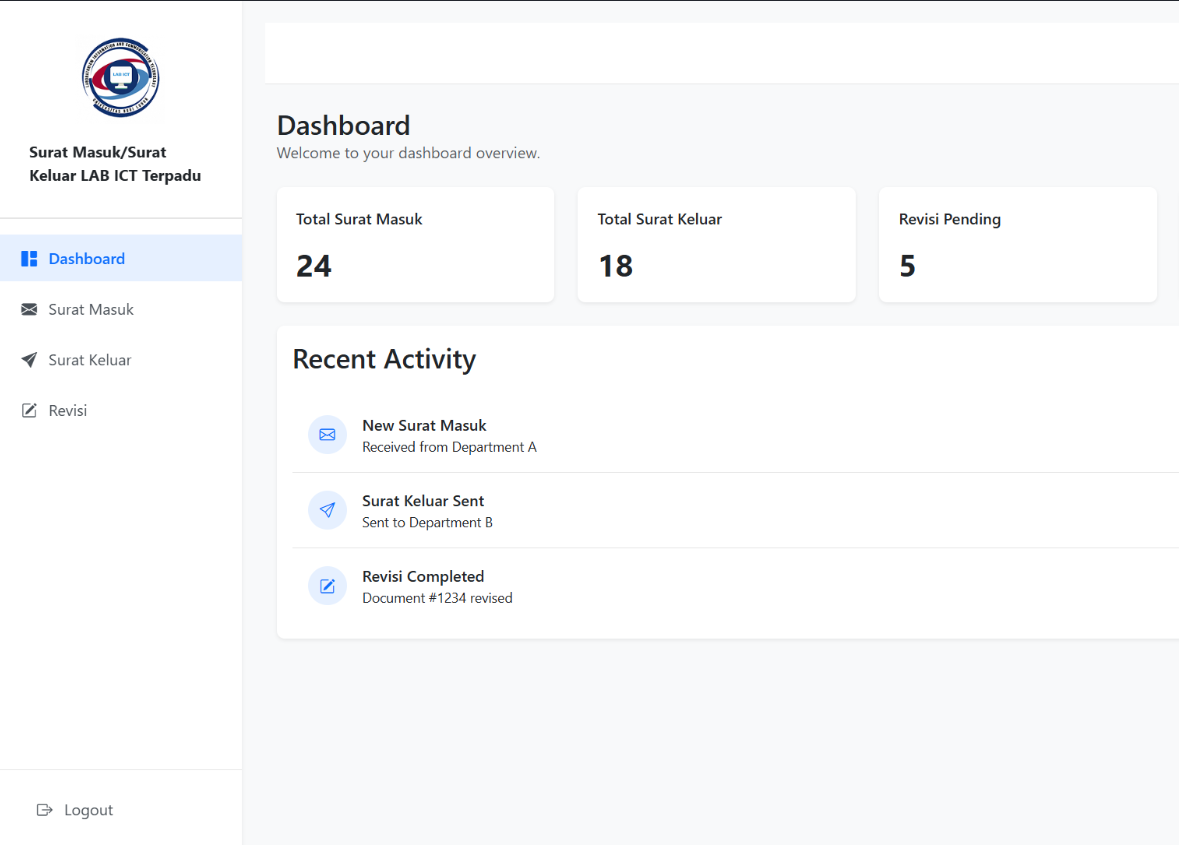 LAB ICT
Surat Masuk/Surat
Keluar LAB ICT Terpadu
Dashboard
Surat Masuk
Surat Keluar
Revisi
Logout
Dashboard
Welcome to your dashboard overview.
Total Surat Masuk
24
Total Surat Keluar
18
Revisi Pending
5
Recent Activity
New Surat Masuk
Received from Department A
Surat Keluar Sent
Sent to Department B
Revisi Completed
Document #1234 revised